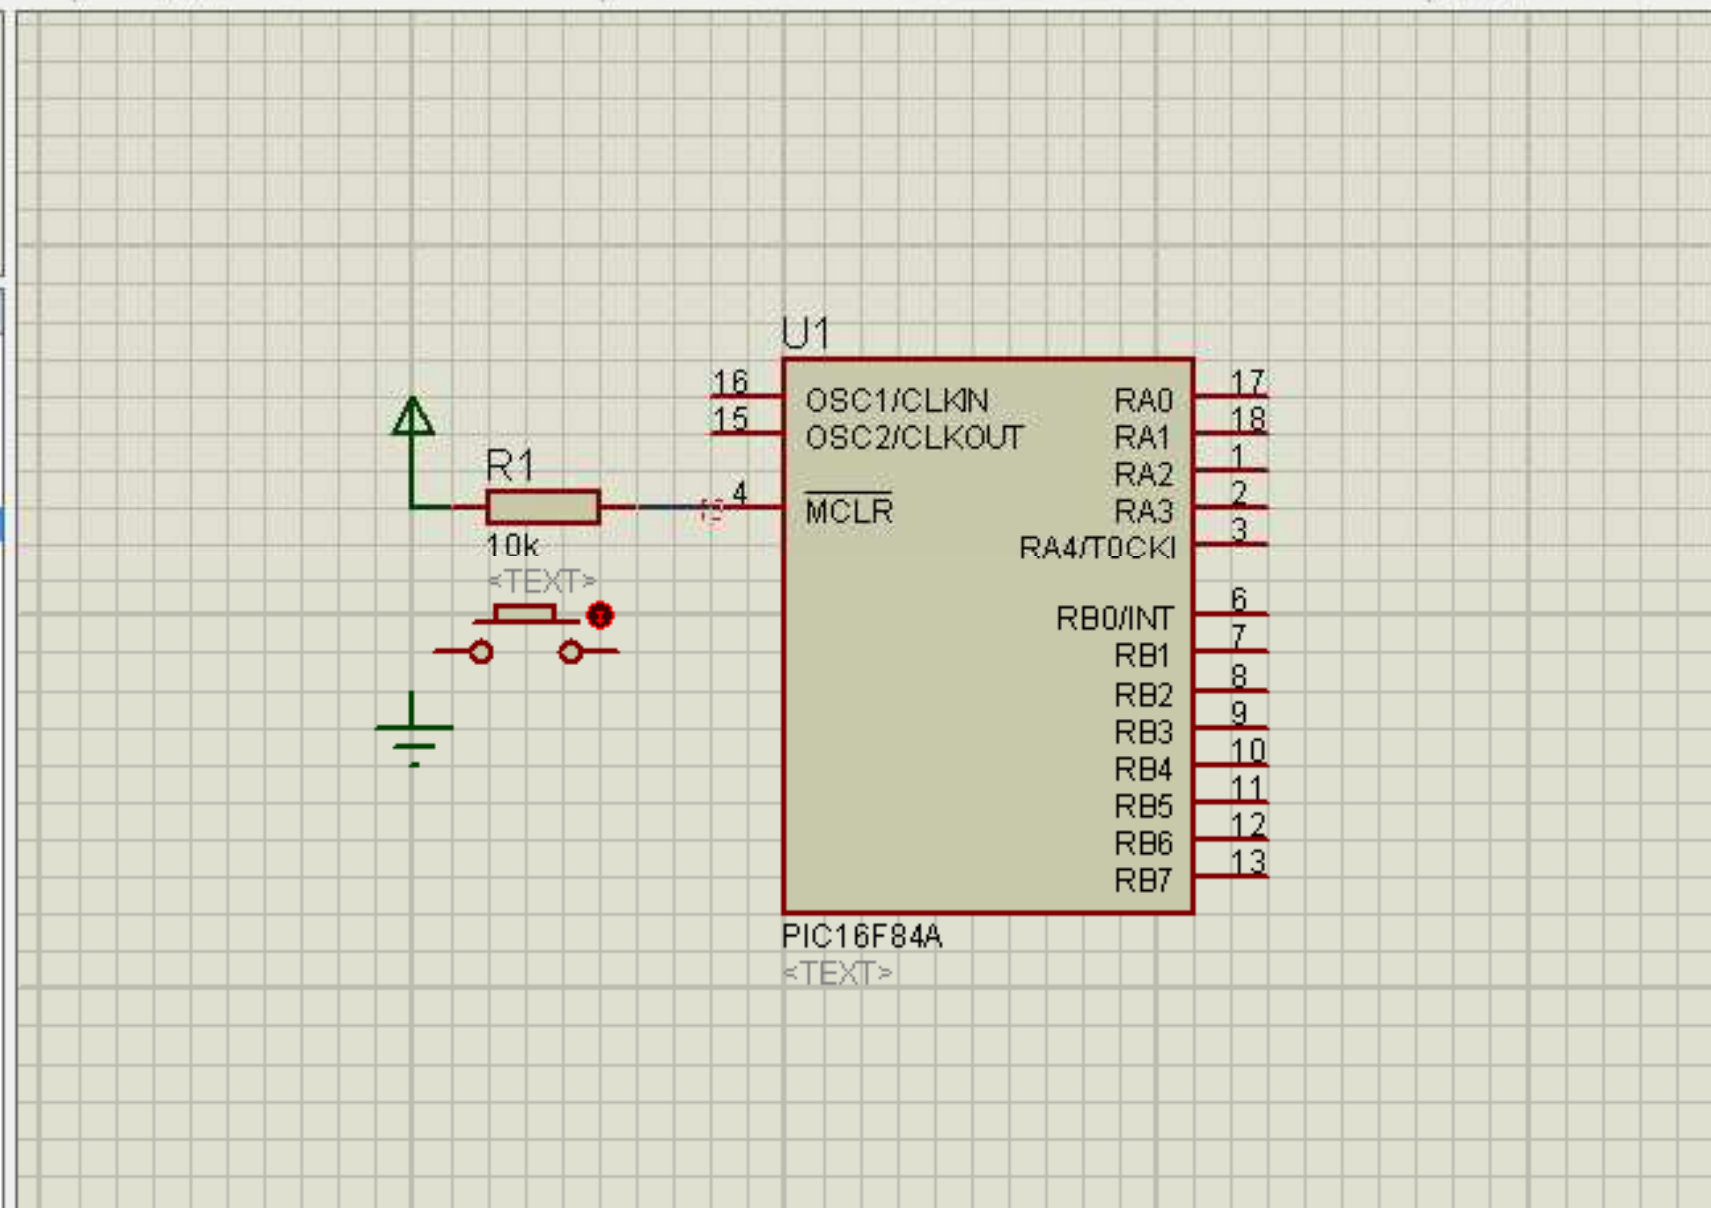 U1
16
OSC1/CLKIN
RA0
17
15
OSC2/CLKOUT
RA1
18
RA2
1
R1
4
MCLR
RA3
2
10k
RA4/T0CKI
3
<TEXT>
RB0/INT
6
RB1
7
RB2
8
RB3
9
RB4
10
RB5
11
RB6
12
RB7
13
PIC16F84A
<TEXT>